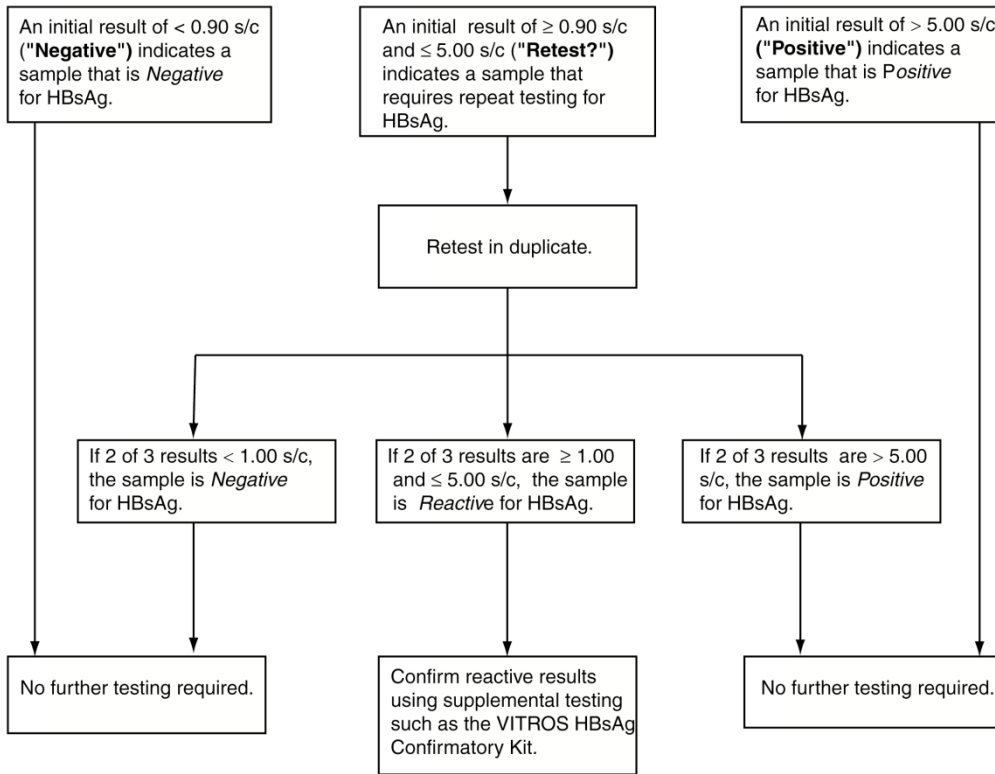 An initial result of < 0.90 s/c
("Negative") indicates a
sample that is Negative
for HBsAg.
An initial result of ≥ 0.90 s/c
and ≤ 5.00 s/c ("Retest?")
indicates a sample that
requires repeat testing for
HBsAg.
An initial result of > 5.00 s/c
("Positive") indicates a
sample that is Positive
for HBsAg.
Retest in duplicate.
If 2 of 3 results < 1.00 s/c,
the sample is Negative
for HBsAg.
If 2 of 3 results are ≥ 1.00
and ≤ 5.00 s/c, the sample
is Reactive for HBsAg.
If 2 of 3 results are > 5.00
s/c, the sample is Positive
for HBsAg.
No further testing required.
Confirm reactive results
using supplemental testing
such as the VITROS HBsAg
Confirmatory Kit.
No further testing required.